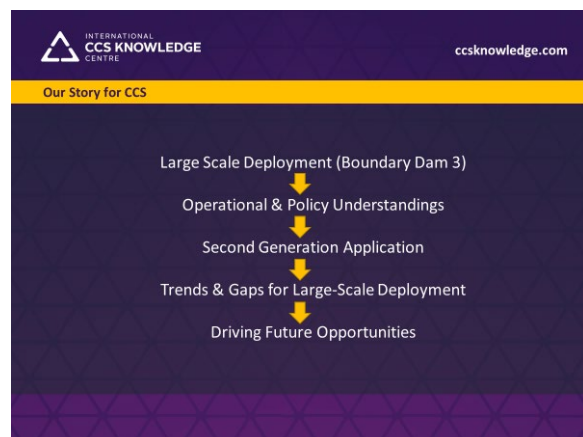 INTERNATIONAL
CCS KNOWLEDGE
CENTRE
ccsknowledge.com
Our Story for CCS
Large Scale Deployment (Boundary Dam 3)
Operational & Policy Understandings
Second Generation Application
Trends & Gaps for Large-Scale Deployment
Driving Future Opportunities